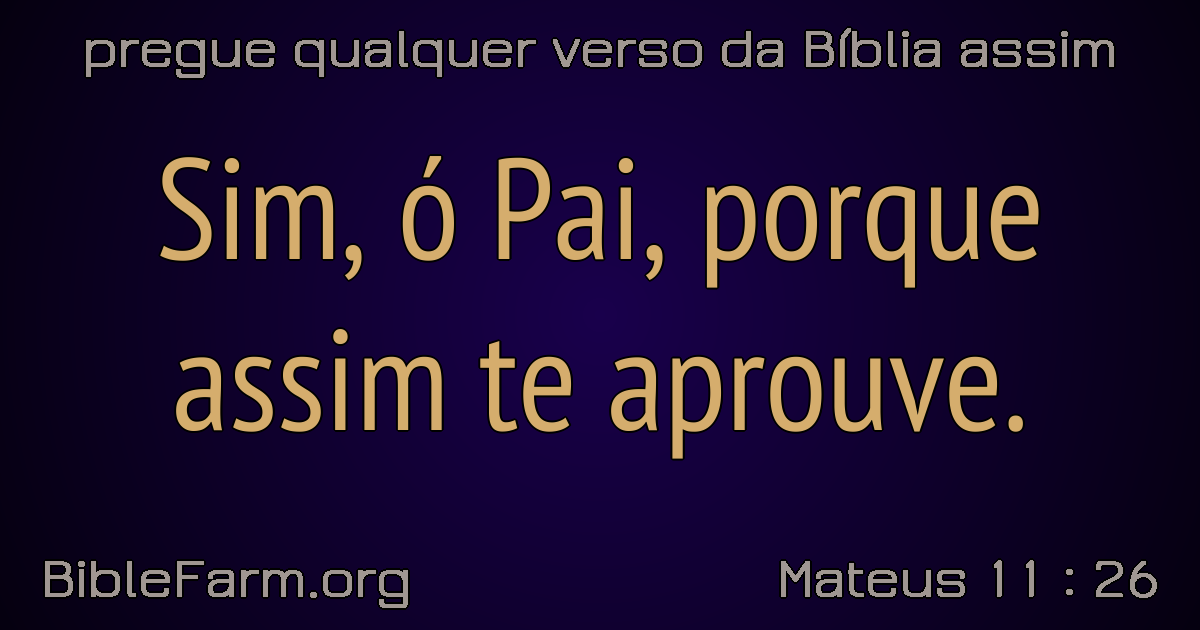 pregue qualquer verso da Bíblia assim
Sim, ó Pai, porque
assim te aprouve.
BibleFarm.org
Mateus 11 : 26